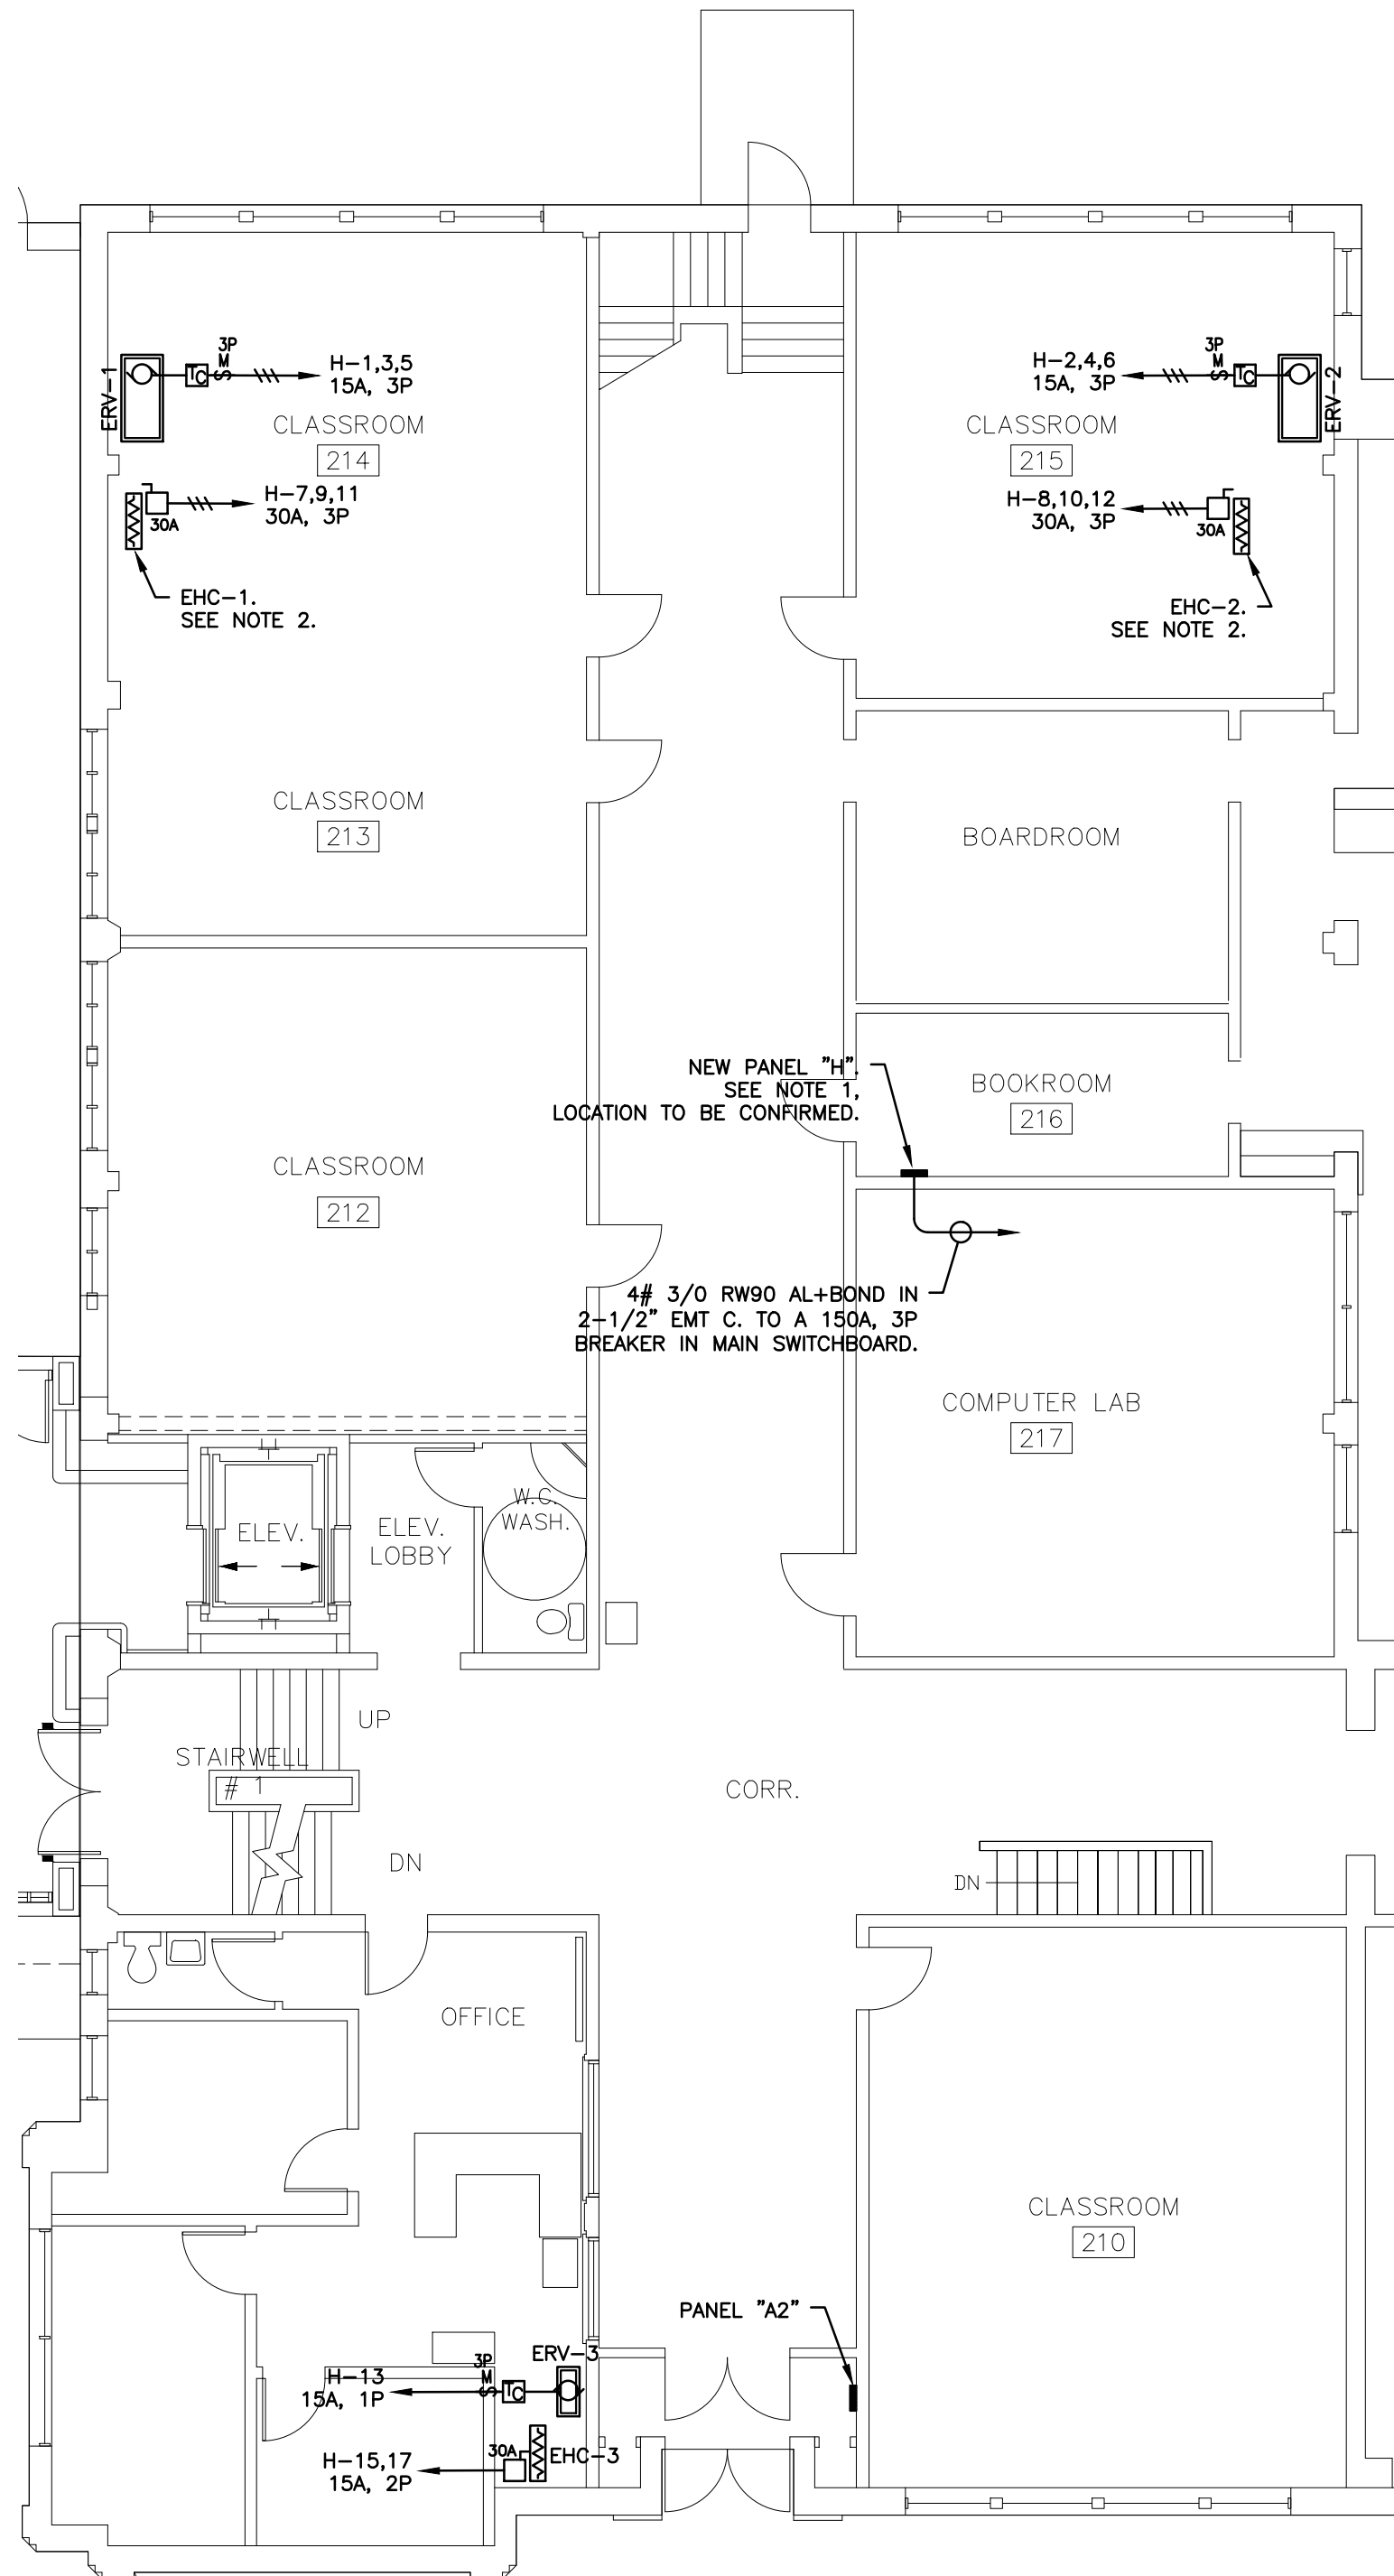 ERV-1
TC
3P
M
S
H-1,3,5
15A, 3P
CLASSROOM
214
30A
H-7,9,11
30A, 3P
EHC-1.
SEE NOTE 2.
H-2,4,6
15A, 3P
3P
M
S
TC
ERV-2
CLASSROOM
215
H-8,10,12
30A, 3P
30A
EHC-2.
SEE NOTE 2.
CLASSROOM
213
BOARDROOM
NEW PANEL "H".
SEE NOTE 1,
LOCATION TO BE CONFIRMED.
BOOKROOM
216
CLASSROOM
212
4# 3/0 RW90 AL+BOND IN
2-1/2" EMT C. TO A 150A, 3P
BREAKER IN MAIN SWITCHBOARD.
COMPUTER LAB
217
ELEV.
ELEV.
LOBBY
W.C.
WASH.
UP
STAIRWELL
# 1
CORR.
DN
DN
OFFICE
CLASSROOM
210
PANEL "A2"
ERV-3
3P
M
S
TC
H-13
15A, 1P
30A
EHC-3
H-15,17
15A, 2P